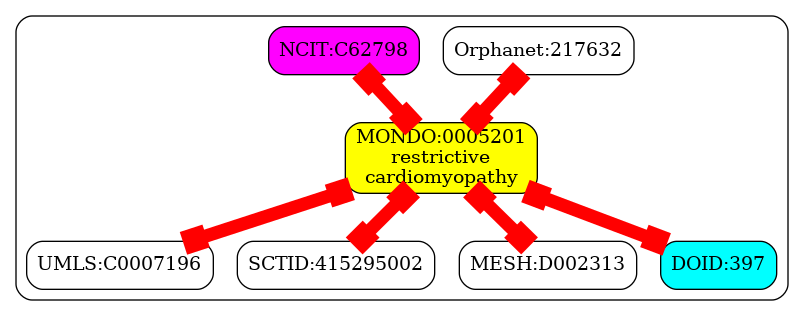 NCIT:C62798
Orphanet:217632
MONDO:0005201
restrictive
cardiomyopathy
UMLS:C0007196
SCTID:415295002
MESH:D002313
DOID:397